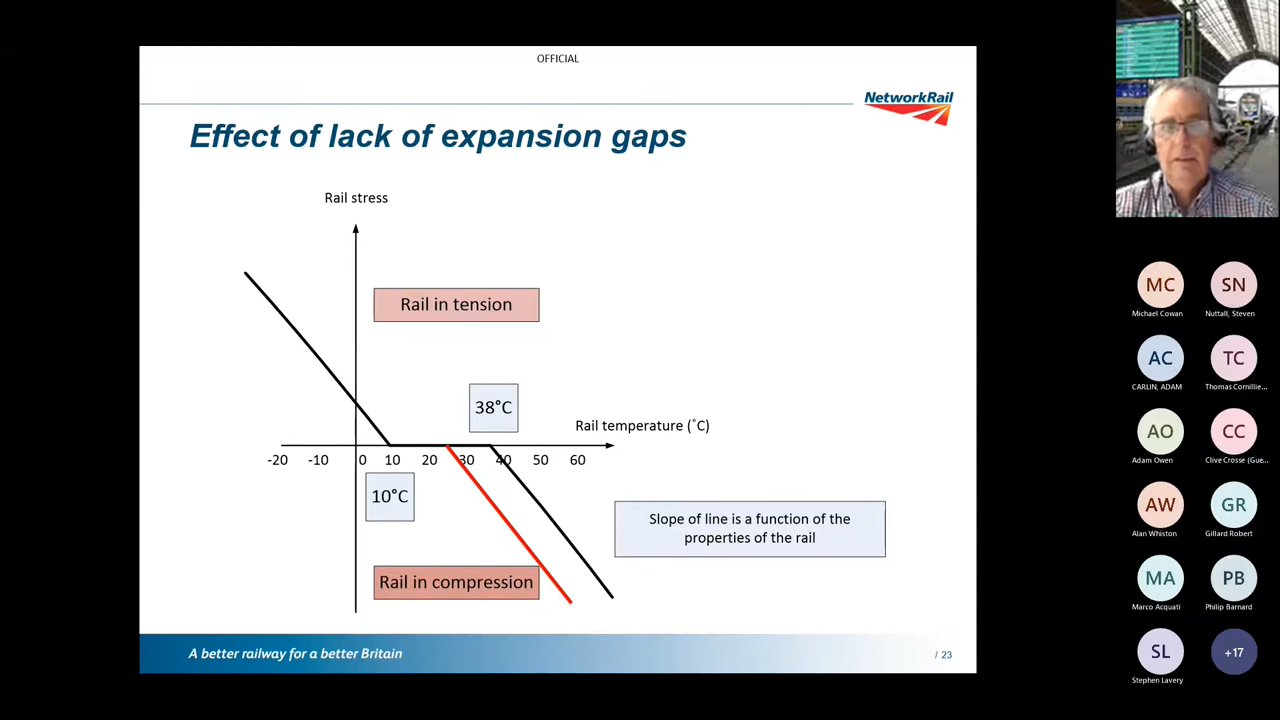 OFFICIAL
NetworkRail
Effect of lack of expansion gaps
Rail stress
Rail in tension
38°C
Rail temperature (˚C)
-20 -10 0 10 20 30 40 50 60
10°C
Slope of line is a function of the
properties of the rail
Rail in compression
A better railway for a better Britain
/ 23
MC
Michael Cowan
SN
Nuttall, Steven
AC
CARLIN, ADAM
TC
Thomas Cornillie...
AO
Adam Owen
CC
Clive Crosse (Gue...
AW
Alan Whiston
GR
Gillard Robert
MA
Marco Acquati
PB
Philip Barnard
SL
Stephen Lavery
+17